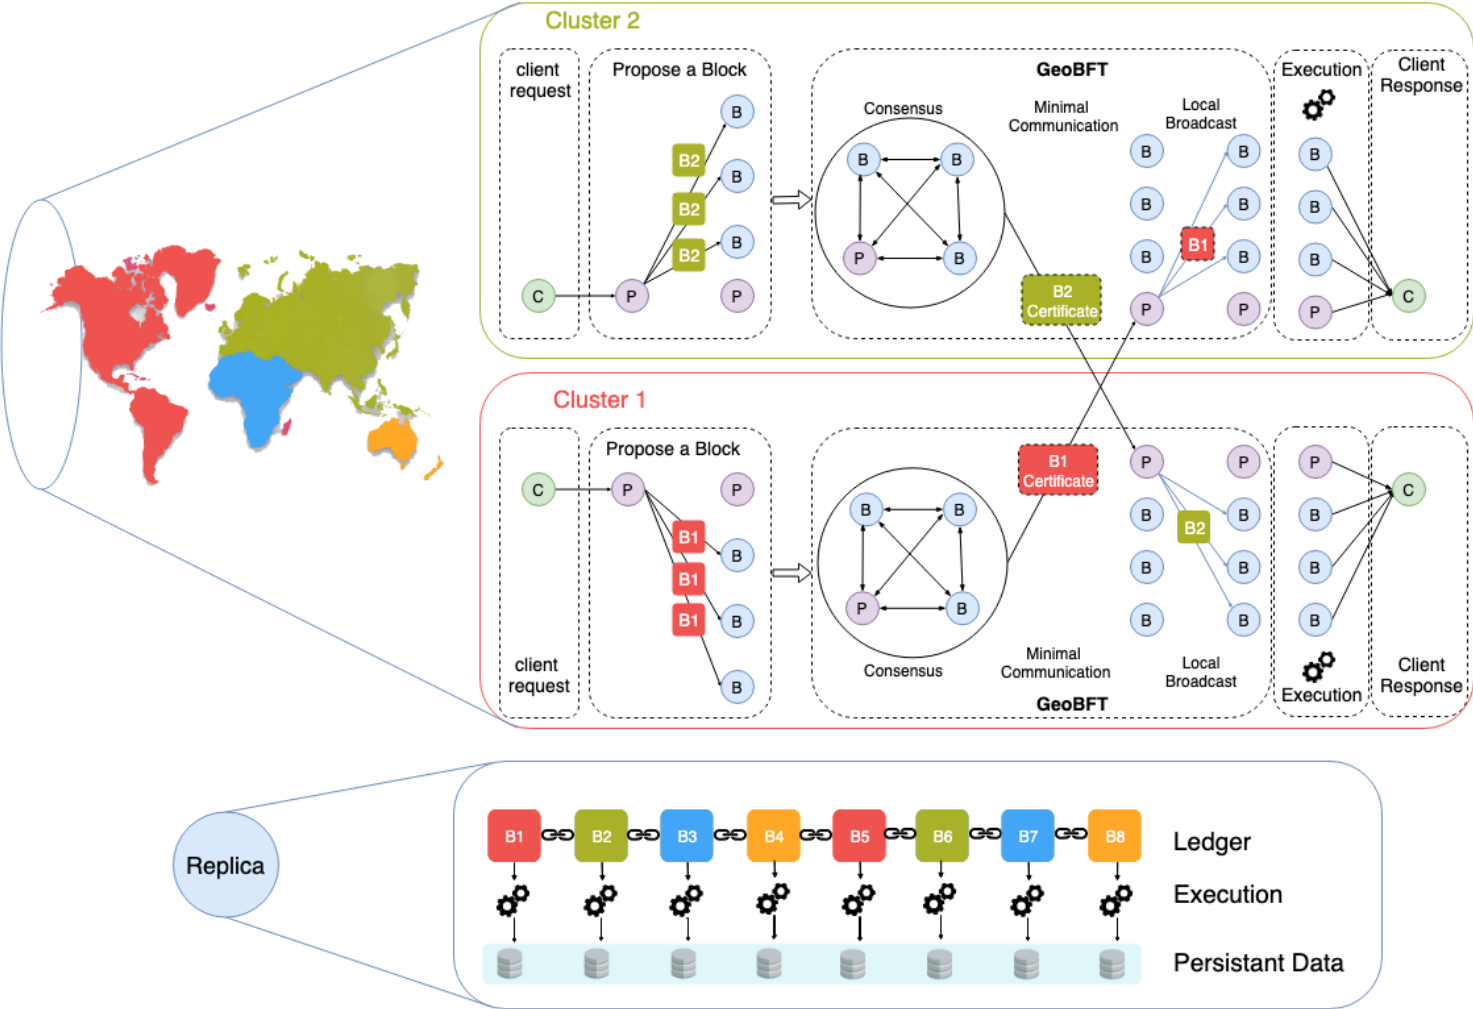 Cluster 2
client
request
Propose a Block
GeoBFT
Execution
Client
Response
Consensus
Minimal
Communication
Local
Broadcast
B
B2
B
B2
B
B2
C
P
P
B
B
P
B
B2
Certificate
B
B
B
B
B
B1
B
B
P
P
B
B
B
P
C
Cluster 1
Propose a Block
C
P
P
B1
B
B1
B
B1
B
client
request
B
B
P
B
Consensus
B1
Certificate
Minimal
Communication
GeoBFT
P
P
B
B2
B
B
B
B
B
Local
Broadcast
P
B
B
B
Execution
C
Client
Response
Replica
B1
B2
B3
B4
B5
B6
B7
B8
Ledger
Execution
Persistant Data